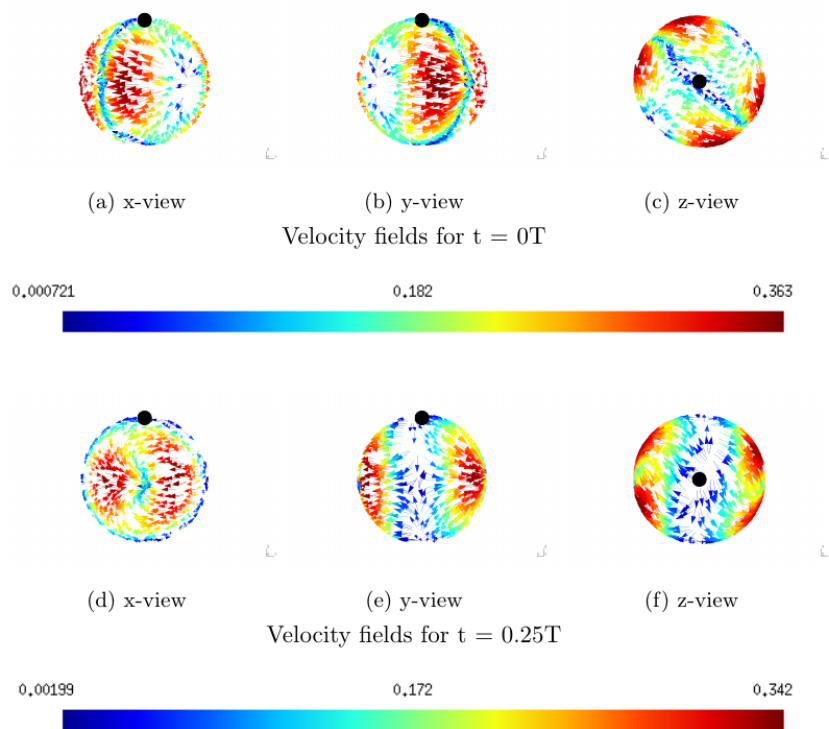 (a) x-view (b) y-view (c) z-view
Velocity fields for t = 0T
0.000721 0.182 0.363
(d) x-view (e) y-view (f) z-view
Velocity fields for t = 0.25T
0.00199 0.172 0.342